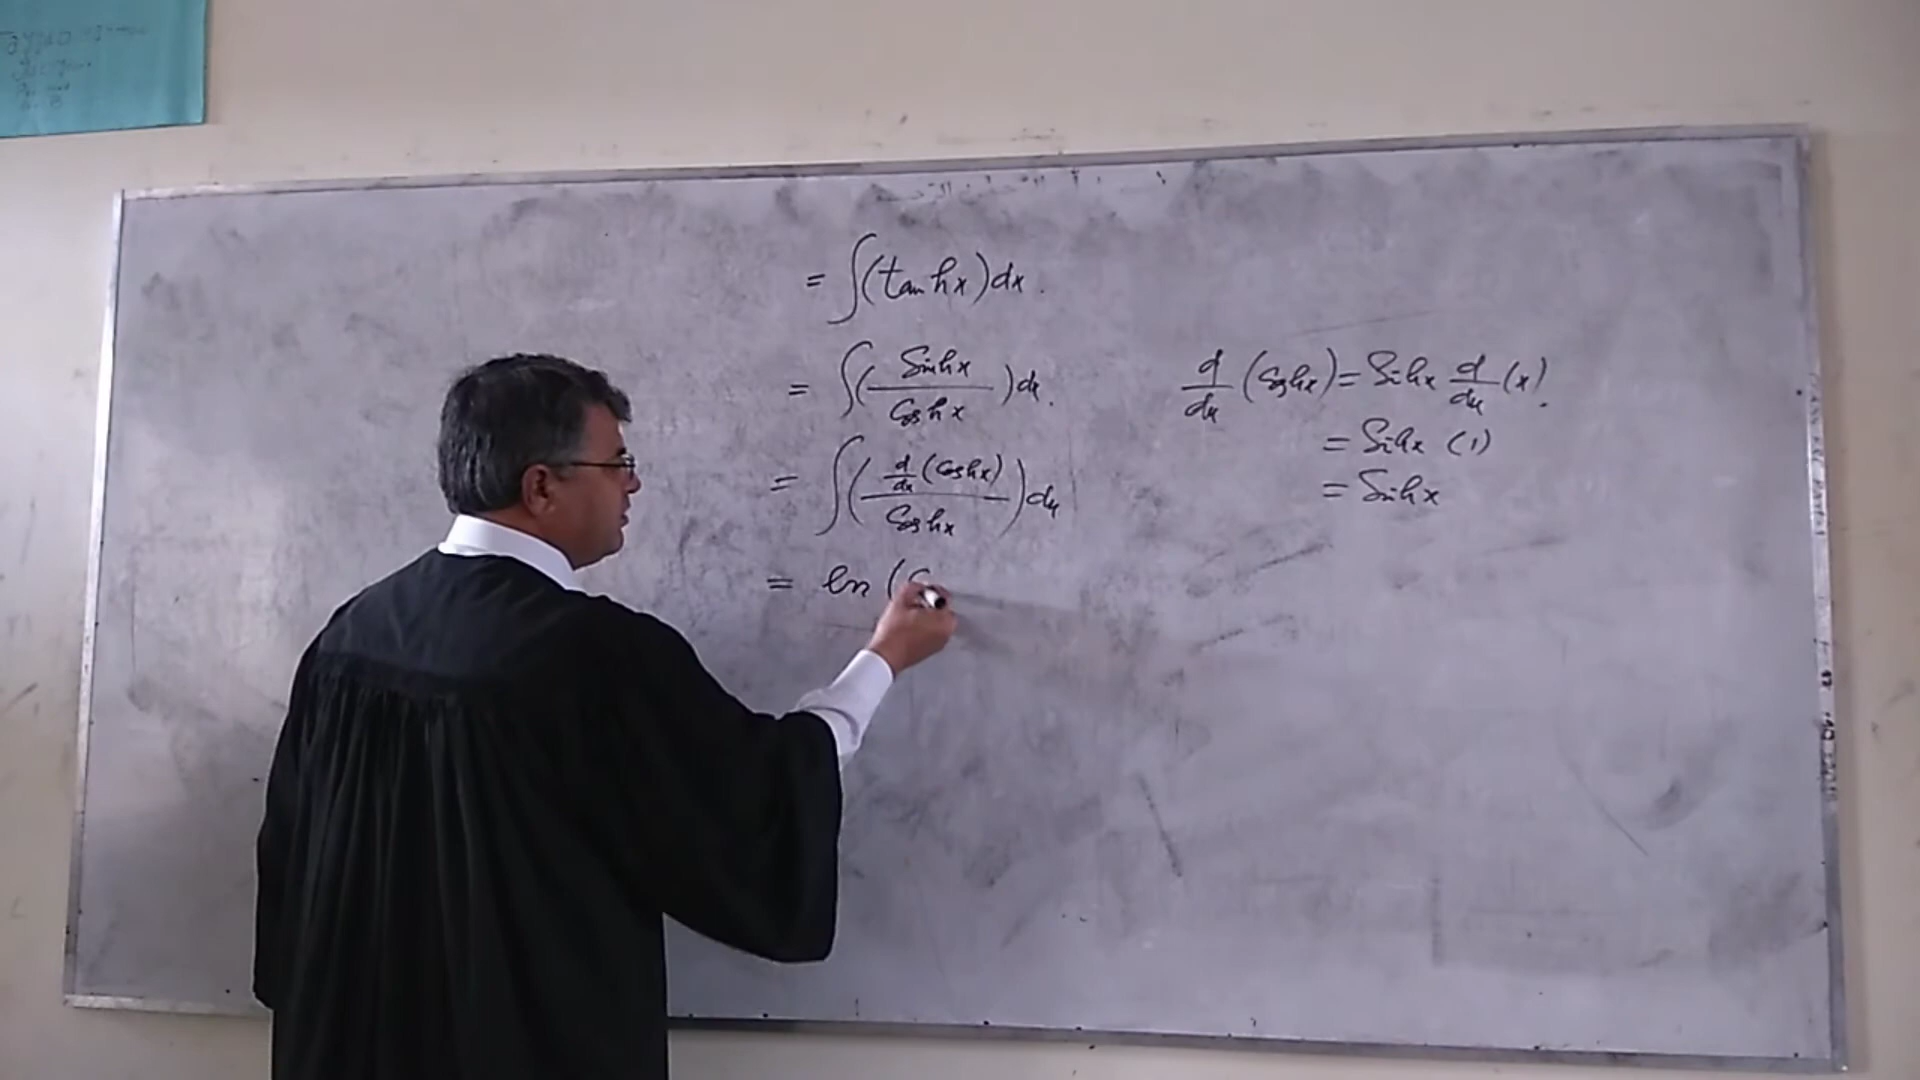 = ∫(tanhx)dx.
= ∫(Sinhx/Coshx)dx.
= ∫(d/dx(Coshx)/Coshx)dx
= ln (C
d/dx (Coshx) = Sinhx d/dx (x).
= Sinhx (1)
= Sinhx